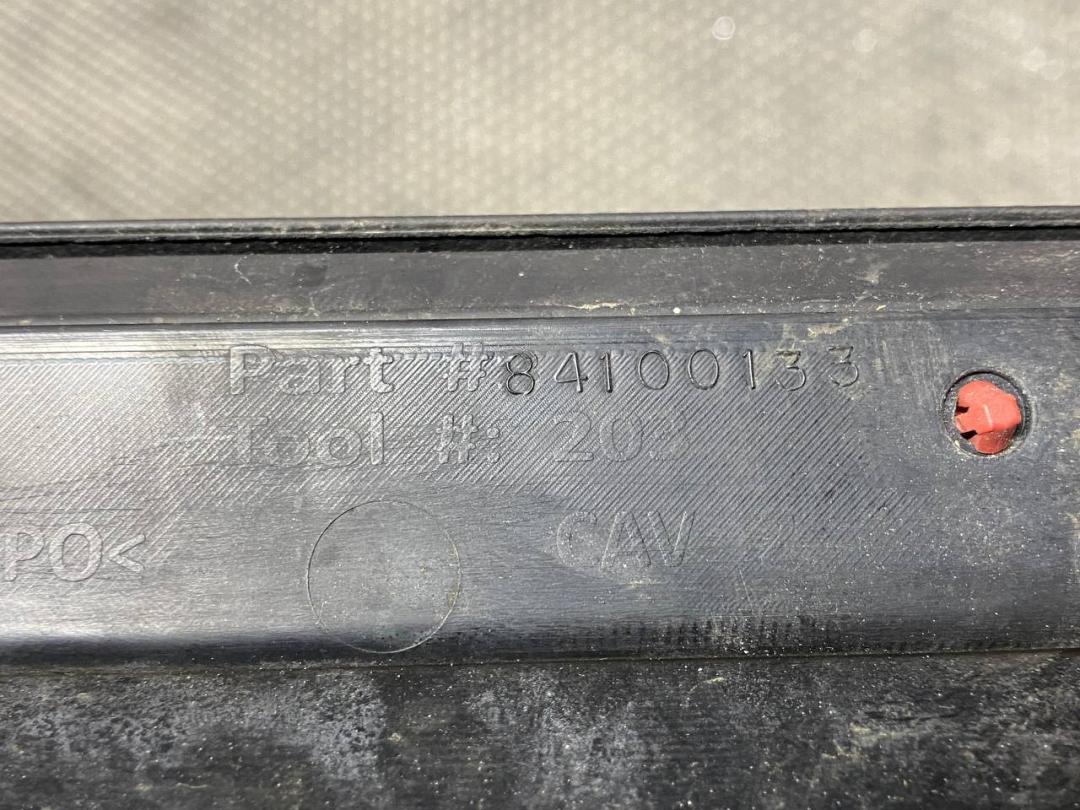 Part #84100133
Tool #:
PO<
CAV